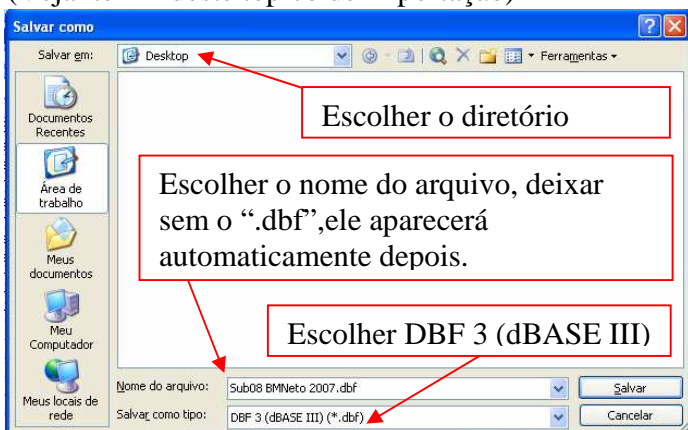 Salvar como
Salvar em: Desktop Ferramentas
Documentos
Recentes
Escolher o diretório
Área de
trabalho
Escolher o nome do arquivo, deixar
sem o “.dbf”,ele aparecerá
automaticamente depois.
Meus
documentos
Meu
Computador
Escolher DBF 3 (dBASE III)
Meus locais de
rede
Nome do arquivo: Sub08 BMNeto 2007.dbf Salvar
Salvar como tipo: DBF 3 (dBASE III) (*.dbf) Cancelar